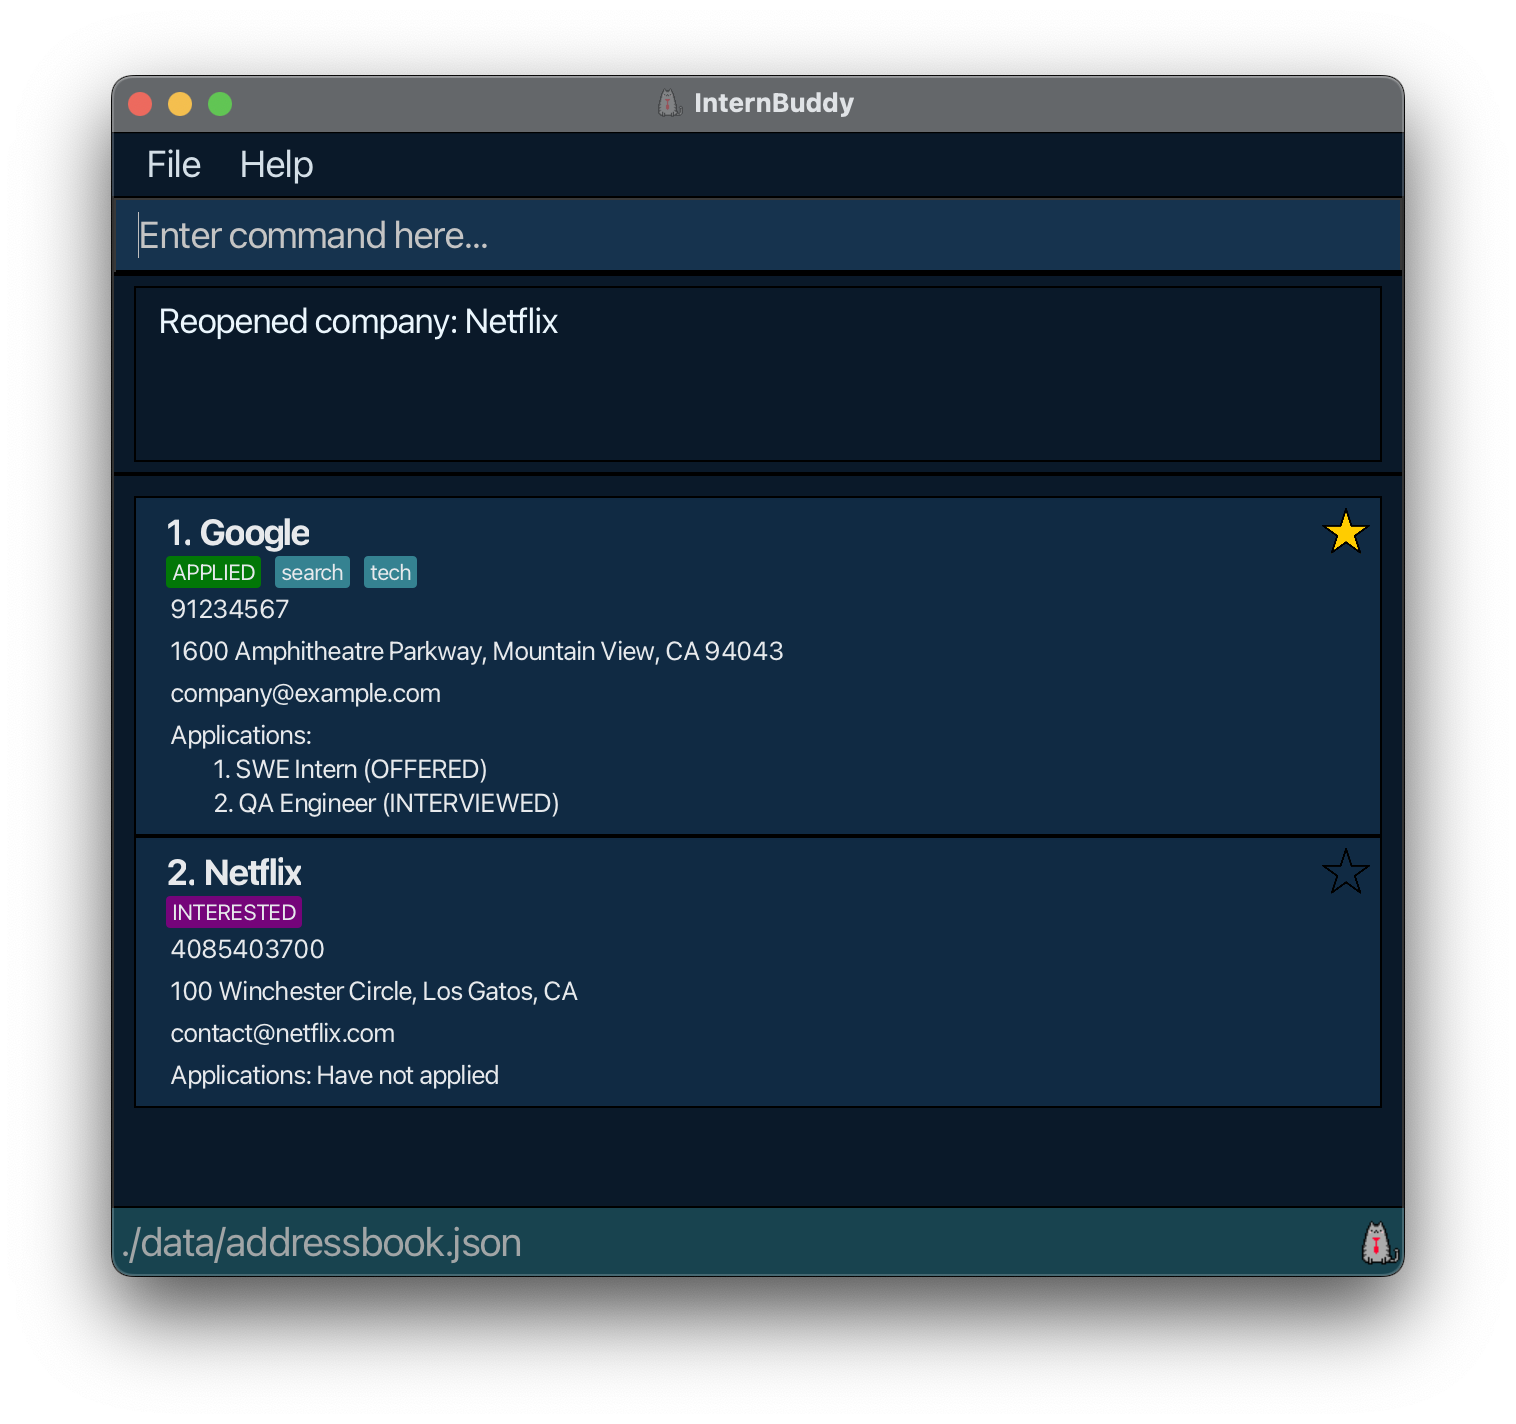 InternBuddy
File Help
Enter command here...
Reopened company: Netflix
1. Google
APPLIED search tech
91234567
1600 Amphitheatre Parkway, Mountain View, CA 94043
company@example.com
Applications:
1. SWE Intern (OFFERED)
2. QA Engineer (INTERVIEWED)
2. Netflix
INTERESTED
4085403700
100 Winchester Circle, Los Gatos, CA
contact@netflix.com
Applications: Have not applied
./data/addressbook.json